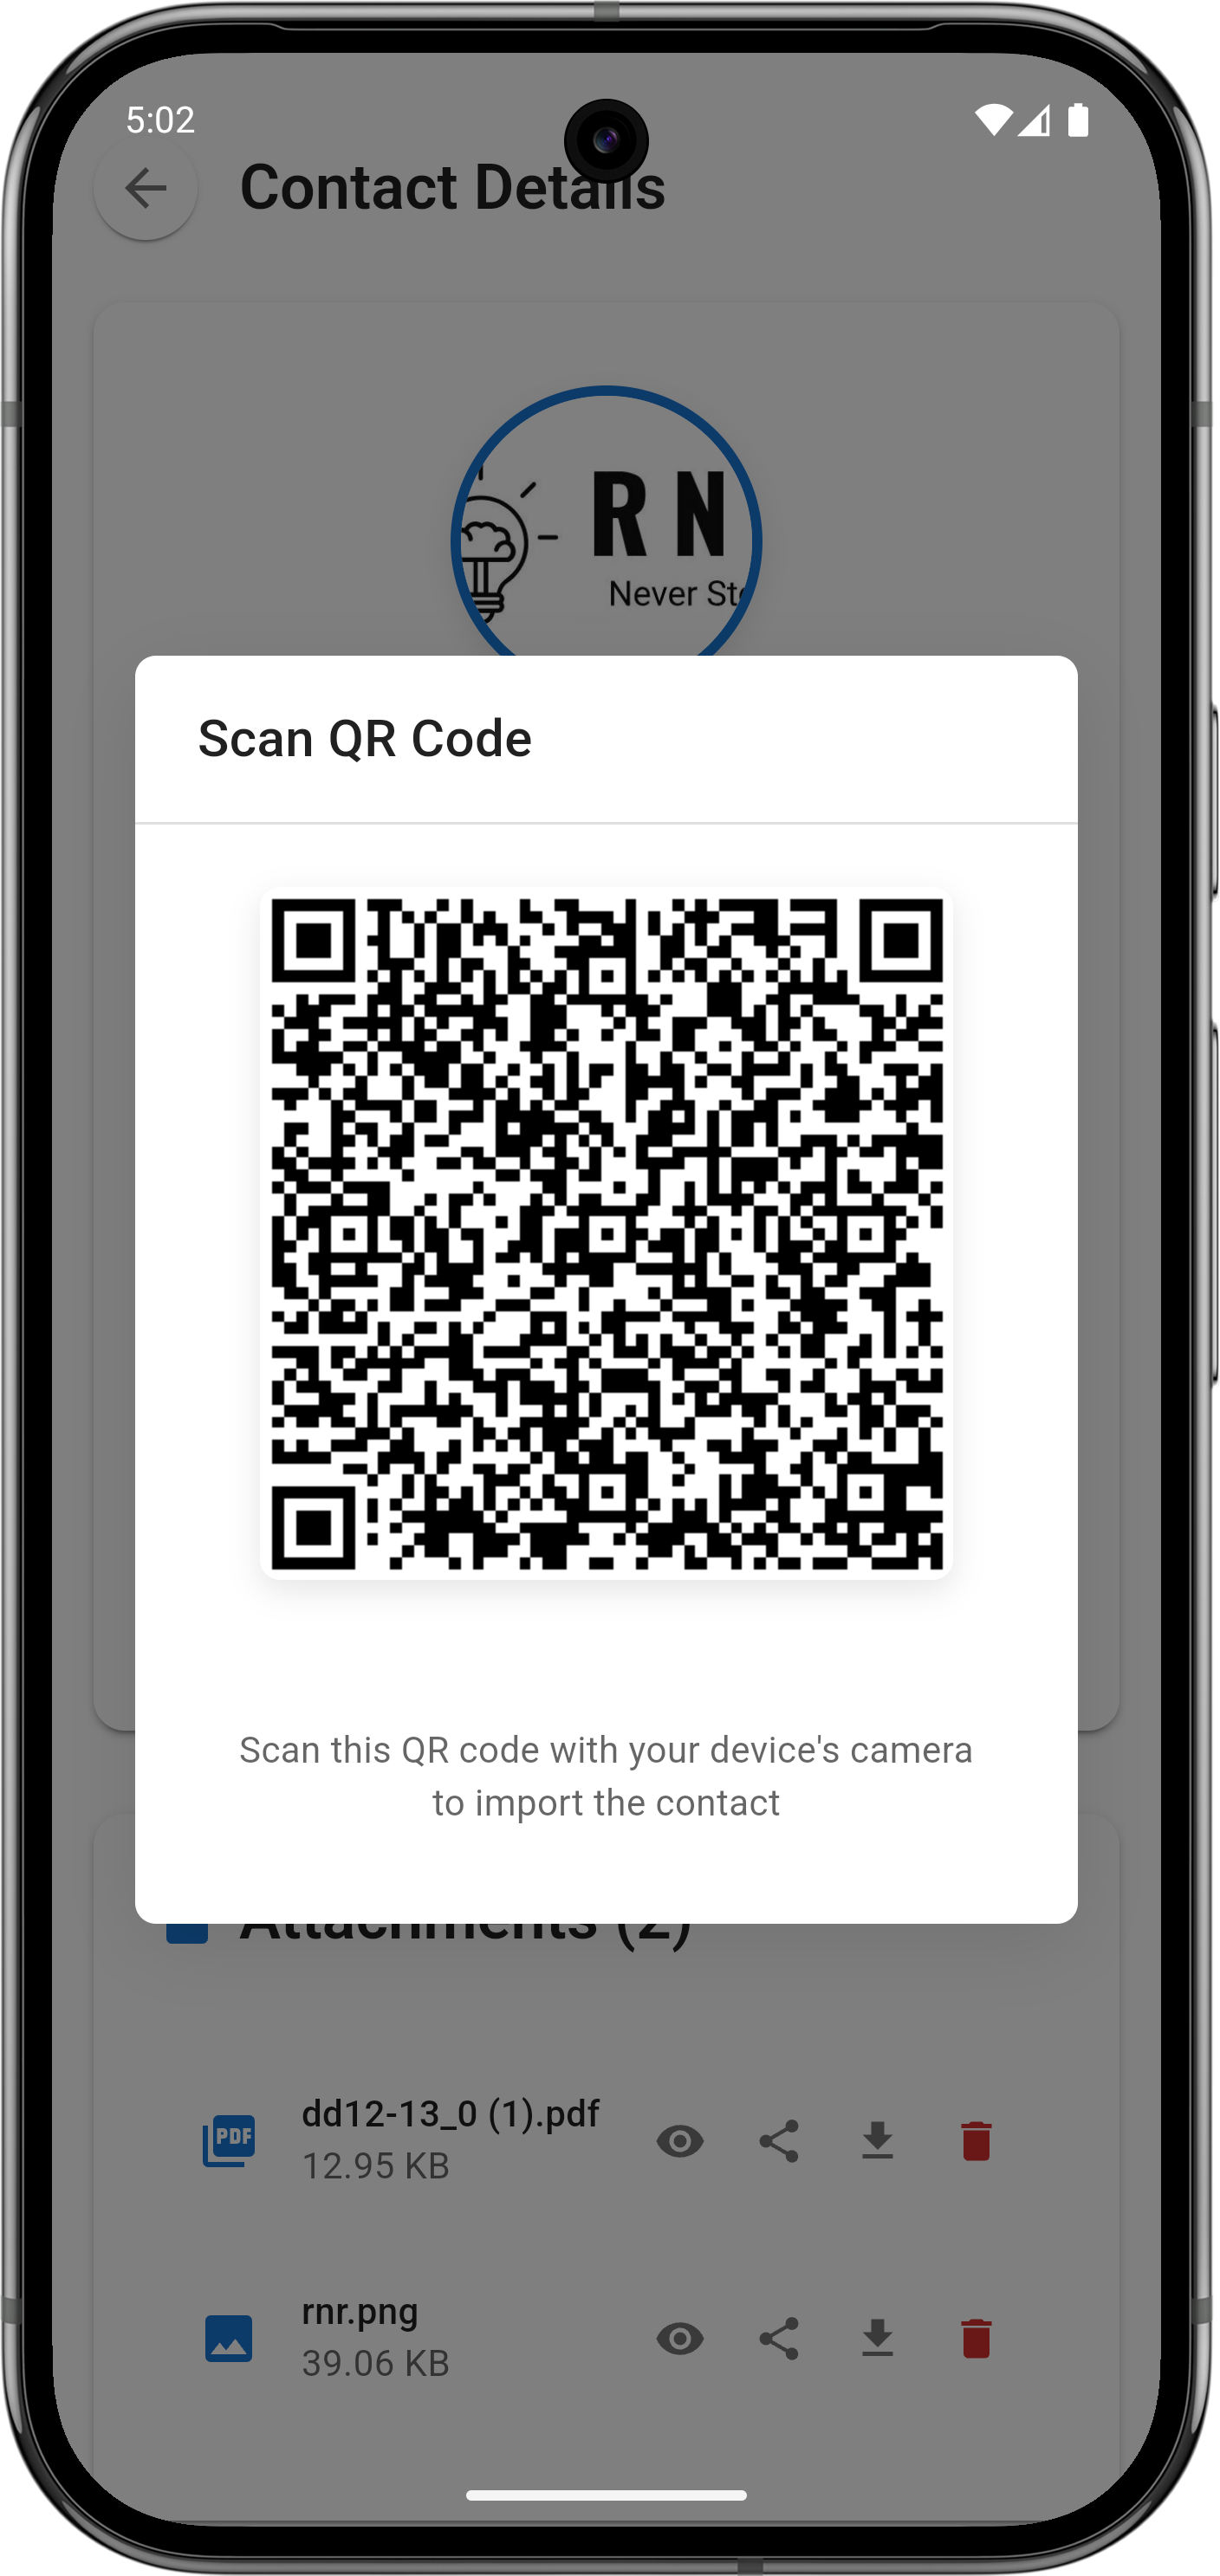 5:02
Contact Details
R N
Never
Scan QR Code
Scan this QR code with your device's camera
to import the contact
Attachments (2)
PDF
dd12-13_0 (1).pdf
12.95 KB
rnr.png
39.06 KB